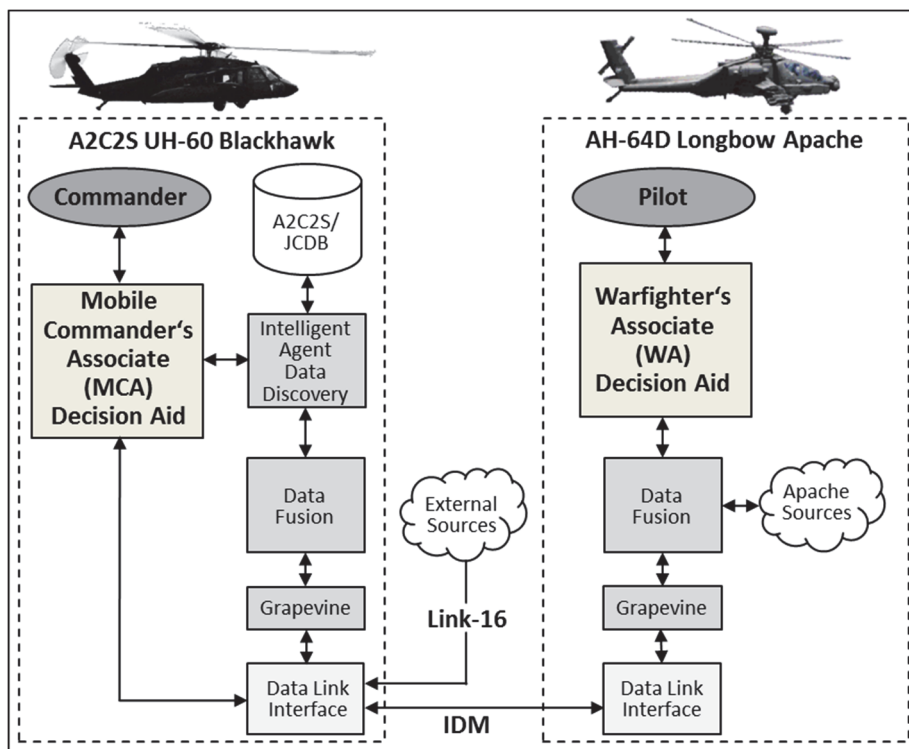 A2C2S UH-60 Blackhawk
Commander
A2C2S/
JCDB
Mobile
Commander‘s
Associate
(MCA)
Decision Aid
Intelligent
Agent
Data
Discovery
Data
Fusion
Grapevine
Data Link
Interface
External
Sources
Link-16
IDM
AH-64D Longbow Apache
Pilot
Warfighter‘s
Associate
(WA)
Decision Aid
Data
Fusion
Apache
Sources
Grapevine
Data Link
Interface